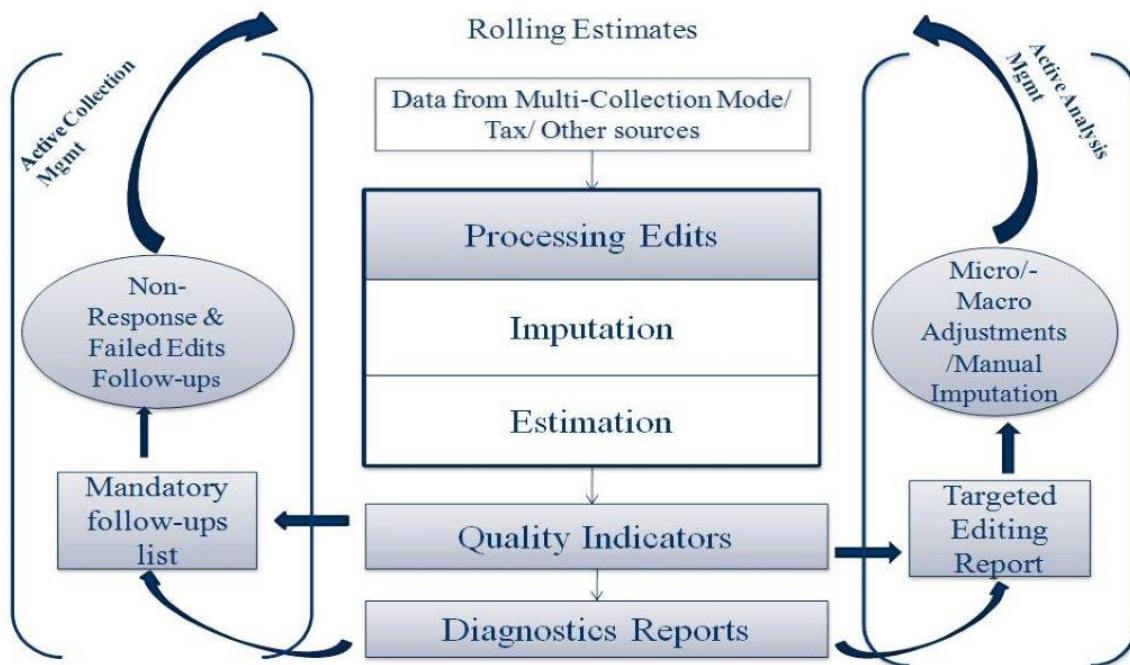 Rolling Estimates
Active Collection
Mgmt
Active Analysis
Mgmt
Data from Multi-Collection Mode/
Tax/ Other sources
Processing Edits
Imputation
Estimation
Non-
Response &
Failed Edits
Follow-ups
Micro/-
Macro
Adjustments
/Manual
Imputation
Mandatory
follow-ups
list
Quality Indicators
Targeted
Editing
Report
Diagnostics Reports